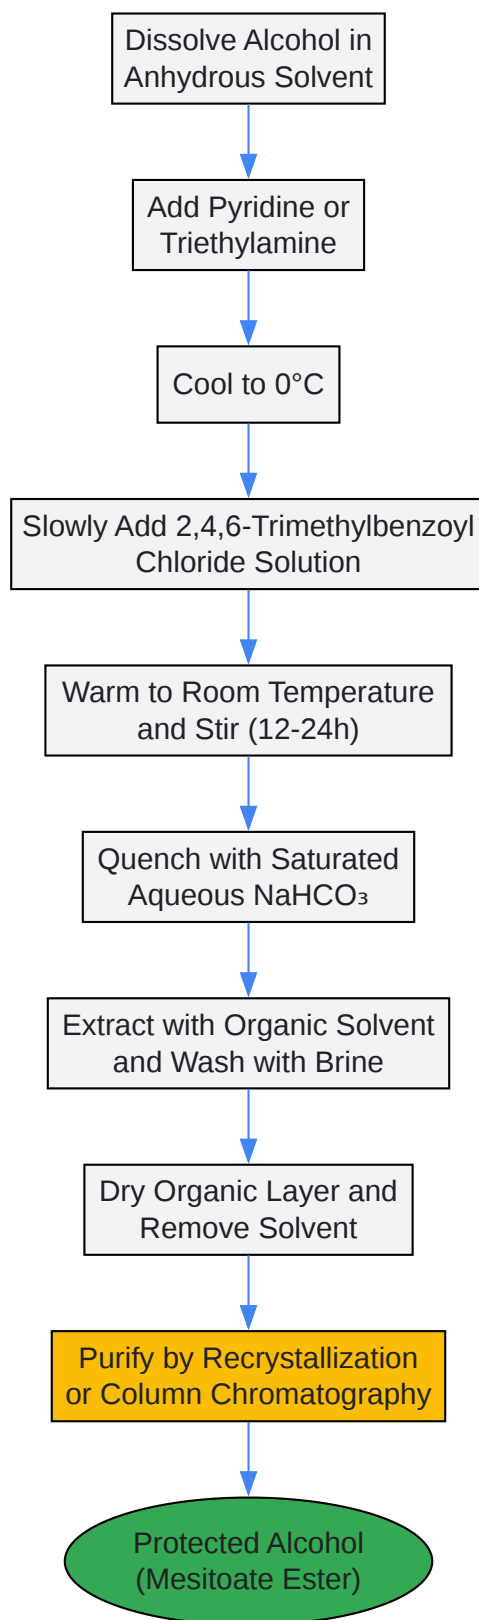 Dissolve Alcohol in
Anhydrous Solvent
Add Pyridine or
Triethylamine
Cool to 0°C
Slowly Add 2,4,6-Trimethylbenzoyl
Chloride Solution
Warm to Room Temperature
and Stir (12-24h)
Quench with Saturated
Aqueous NaHCO₃
Extract with Organic Solvent
and Wash with Brine
Dry Organic Layer and
Remove Solvent
Purify by Recrystallization
or Column Chromatography
Protected Alcohol
(Mesitoate Ester)